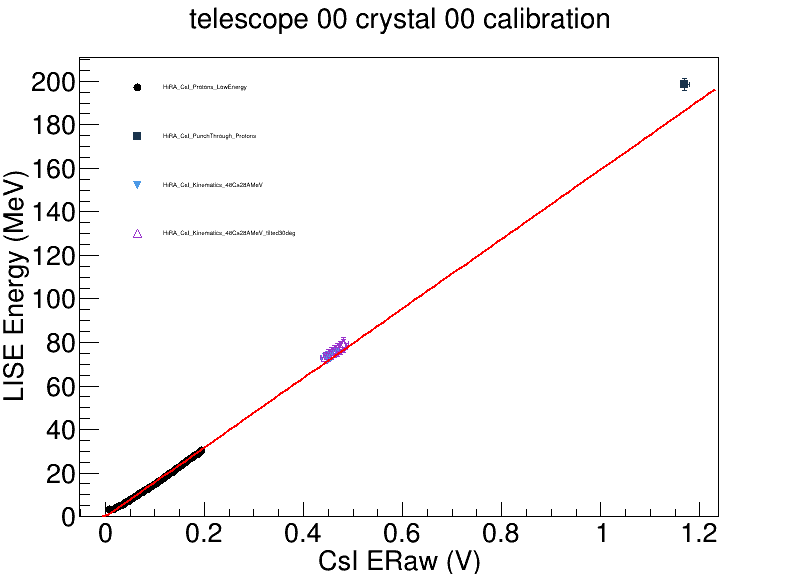 telescope 00 crystal 00 calibration
LISE Energy (MeV)
200
180
160
140
120
100
80
60
40
20
0
HiRA_CsI_Protons_LowEnergy
HiRA_CsI_PunchThrough_Protons
HiRA_CsI_Kinematics_48Ca28AMeV
HiRA_CsI_Kinematics_48Ca28AMeV_tilted30deg
0 0.2 0.4 0.6 0.8 1 1.2
CsI ERaw (V)